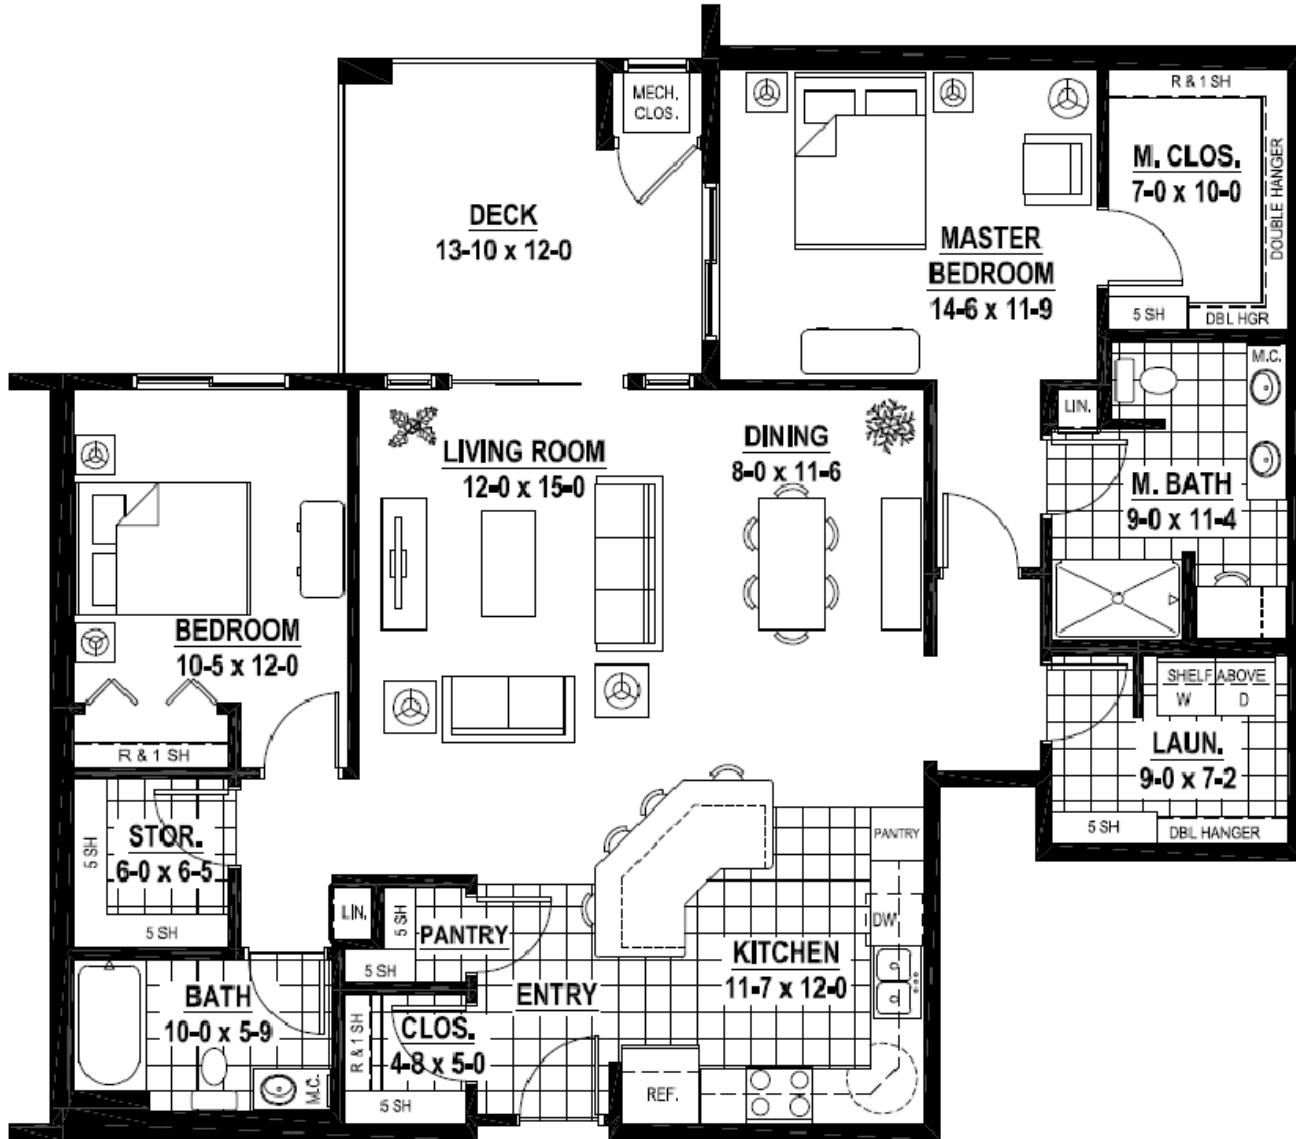 MECH.
CLOS.
R & 1 SH
M. CLOS.
7-0 x 10-0
DOUBLE HANGER
DECK
13-10 x 12-0
MASTER
BEDROOM
14-6 x 11-9
5 SH
DBL HGR
M.C.
LIN.
LIVING ROOM
12-0 x 15-0
DINING
8-0 x 11-6
M. BATH
9-0 x 11-4
BEDROOM
10-5 x 12-0
SHELF ABOVE
W
D
R & 1 SH
LAUN.
9-0 x 7-2
5 SH
DBL HANGER
STOR.
6-0 x 6-5
5 SH
5 SH
PANTRY
LIN.
5 SH
PANTRY
5 SH
DW
KITCHEN
11-7 x 12-0
ENTRY
BATH
10-0 x 5-9
M.C.
R & 1 SH
CLOS.
4-8 x 5-0
5 SH
REF.